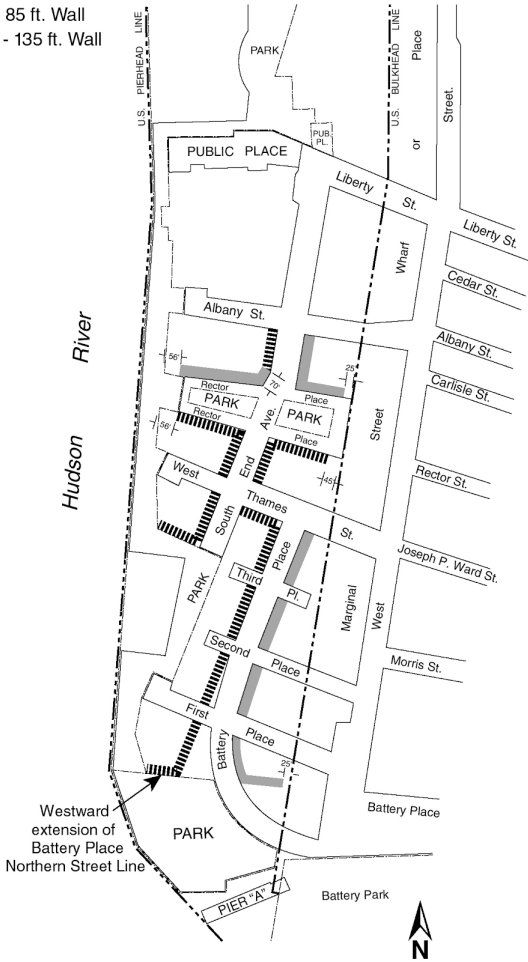 85 ft. Wall
- 135 ft. Wall
U.S. PIERHEAD LINE
U.S. BULKHEAD LINE
Place
or
Street.
PARK
PUB.
PL.
PUBLIC PLACE
Liberty St.
Liberty St.
Wharf
Cedar St.
Albany St.
Albany St.
Carlisle St.
Hudson River
56'
70'
25'
Rector Place
PARK
Ave.
PARK
Rector Place
Street
56'
End
45'
Rector St.
West Thames St.
South
Joseph P. Ward St.
Place
PARK
Third Pl.
Marginal
West
Second Place
Morris St.
First Place
Battery
25'
Battery Place
Westward
extension of
Battery Place
Northern Street Line
PARK
PIER "A"
Battery Park
N